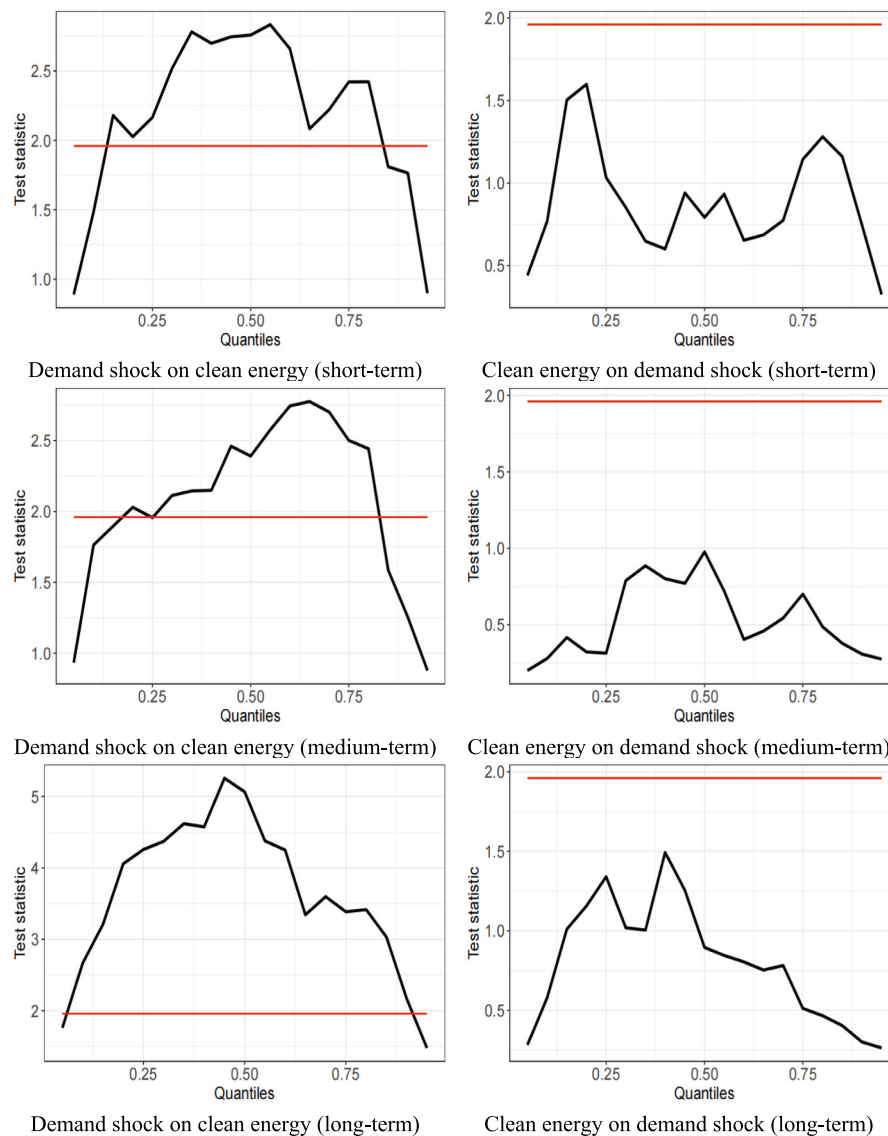 2.5
2.0
1.5
1.0
Test statistic
0.25 0.50 0.75
Quantiles
Demand shock on clean energy (short-term)
2.0
1.5
1.0
0.5
Test statistic
0.25 0.50 0.75
Quantiles
Clean energy on demand shock (short-term)
2.5
2.0
1.5
1.0
Test statistic
0.25 0.50 0.75
Quantiles
Demand shock on clean energy (medium-term)
2.0
1.5
1.0
0.5
Test statistic
0.25 0.50 0.75
Quantiles
Clean energy on demand shock (medium-term)
5
4
3
2
Test statistic
0.25 0.50 0.75
Quantiles
Demand shock on clean energy (long-term)
2.0
1.5
1.0
0.5
Test statistic
0.25 0.50 0.75
Quantiles
Clean energy on demand shock (long-term)